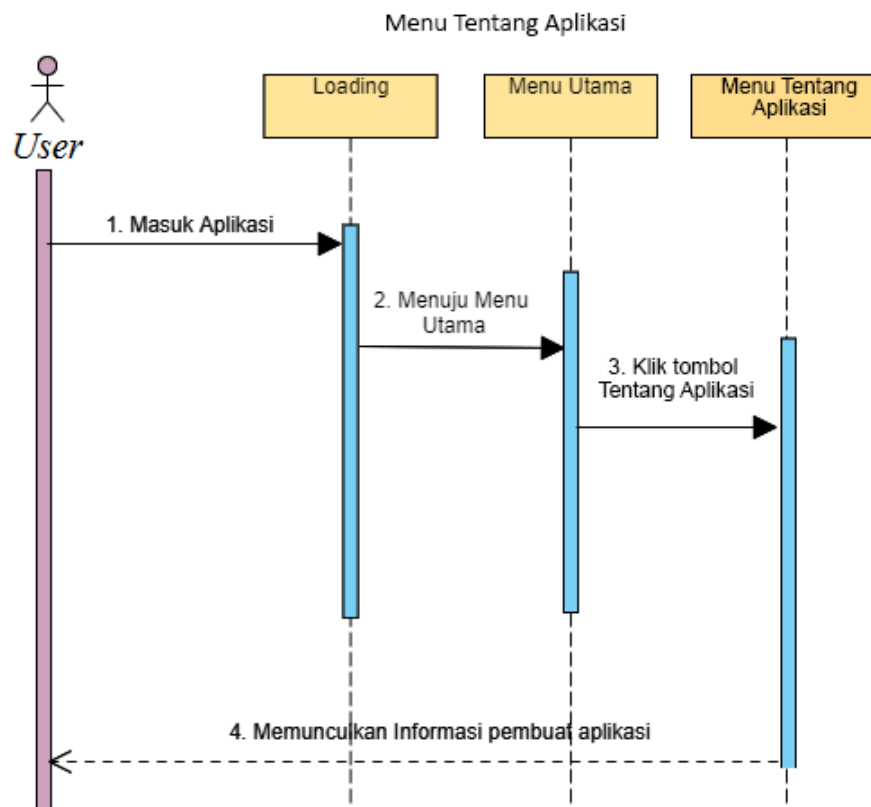 Menu Tentang Aplikasi
User
Loading
Menu Utama
Menu Tentang
Aplikasi
1. Masuk Aplikasi
2. Menuju Menu
Utama
3. Klik tombol
Tentang Aplikasi
4. Memunculkan Informasi pembuat aplikasi